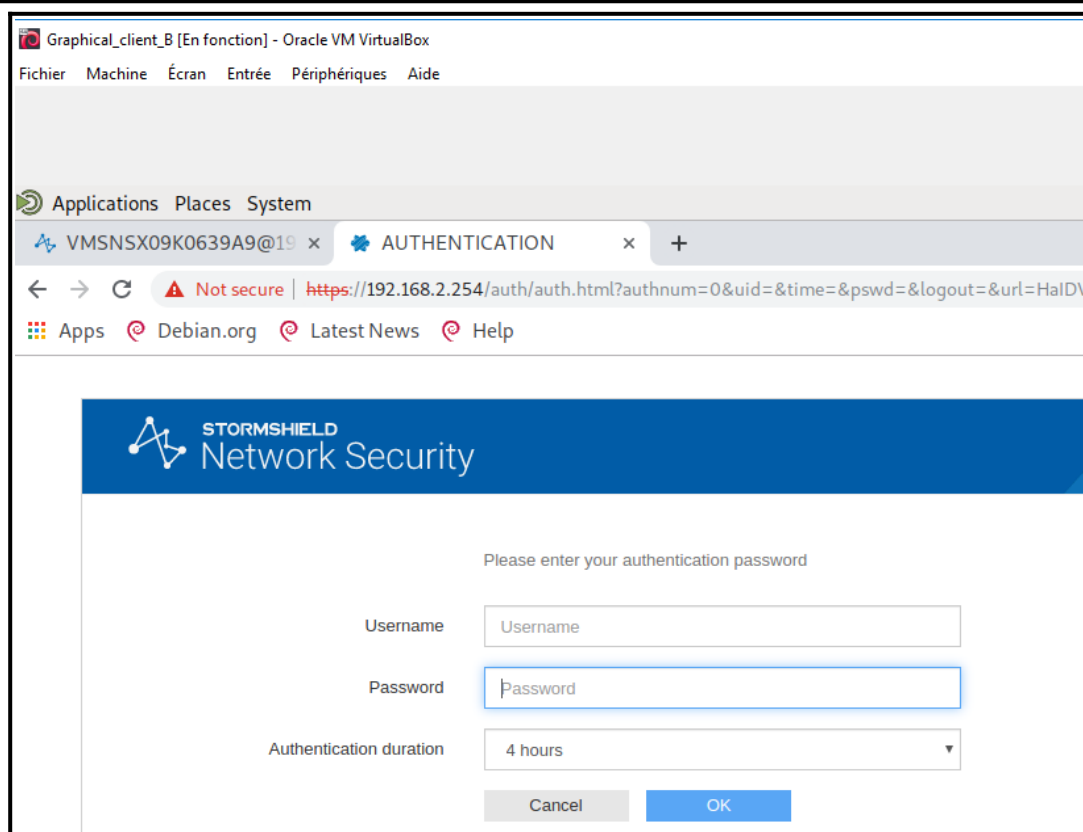 Graphical_client_B [En fonction] - Oracle VM VirtualBox
Fichier Machine Écran Entrée Périphériques Aide
Applications Places System
VMSNSX09K0639A9@19 × AUTHENTICATION × +
Not secure | https://192.168.2.254/auth/auth.html?authnum=0&uid=&time=&pswd=&logout=&url=HaIDV
Apps Debian.org Latest News Help
STORMSHIELD
Network Security
Please enter your authentication password
Username Username
Password Password
Authentication duration 4 hours
Cancel OK